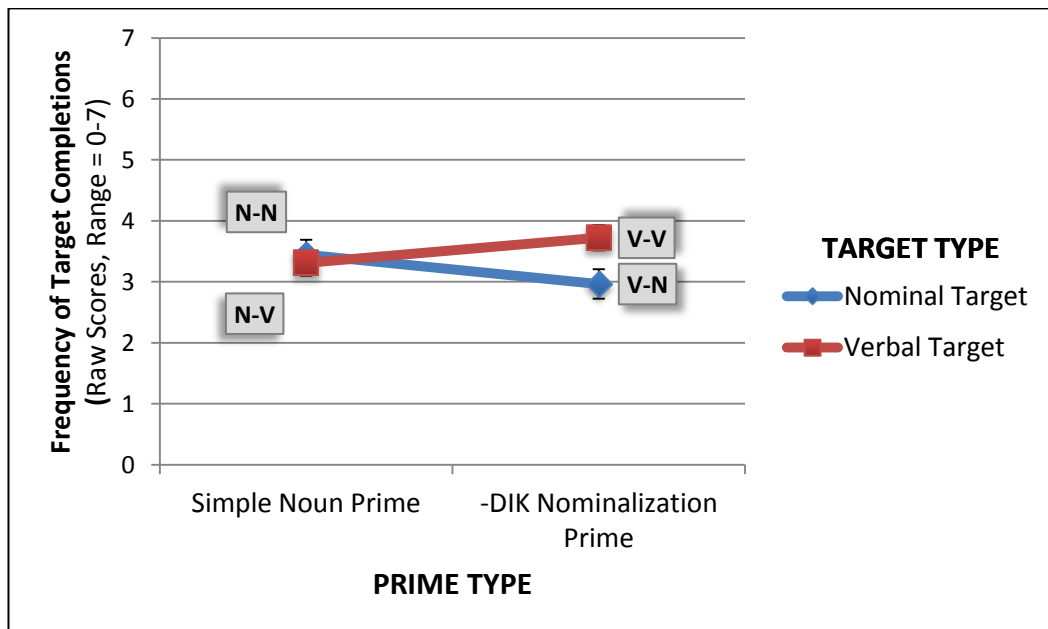 Frequency of Target Completions
(Raw Scores, Range = 0-7)
7
6
5
4
3
2
1
0
N-N
N-V
V-V
V-N
Simple Noun Prime
-DIK Nominalization
Prime
PRIME TYPE
TARGET TYPE
Nominal Target
Verbal Target